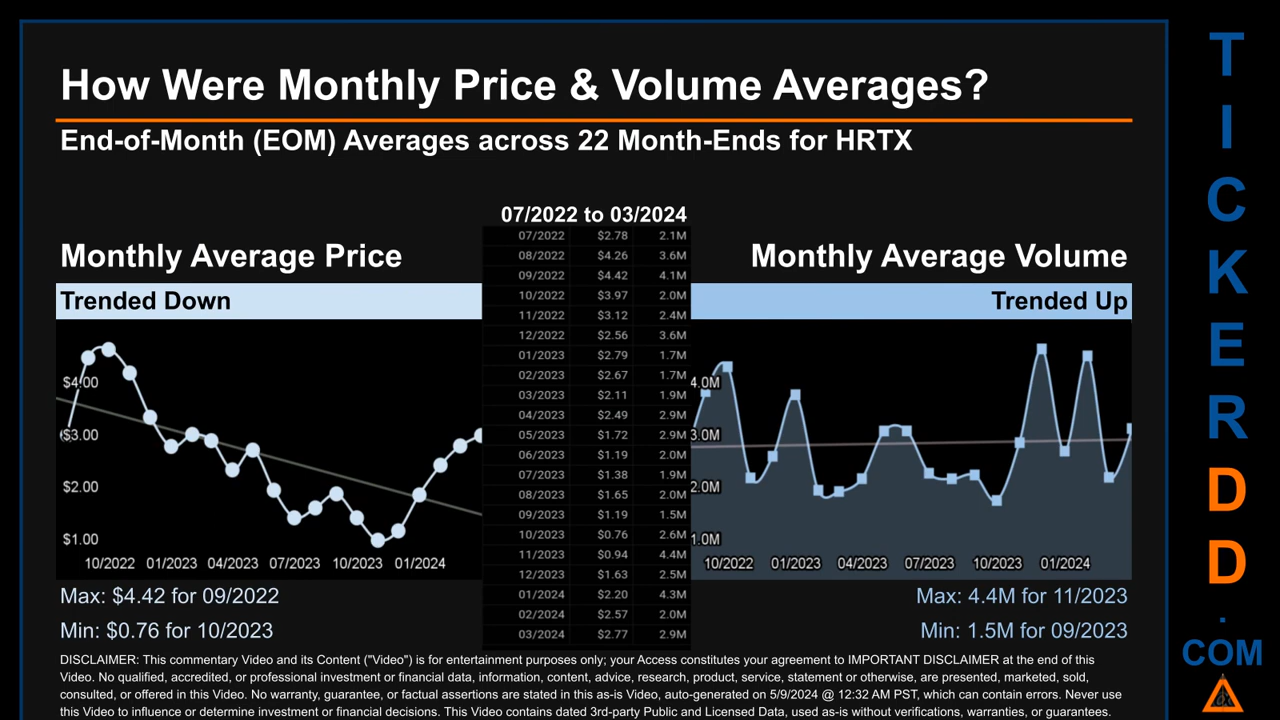 How Were Monthly Price & Volume Averages?
End-of-Month (EOM) Averages across 22 Month-Ends for HRTX
07/2022 to 03/2024
Monthly Average Price
Trended Down
$4.00
$3.00
$2.00
$1.00
10/2022 01/2023 04/2023 07/2023 10/2023 01/2024
Max: $4.42 for 09/2022
Min: $0.76 for 10/2023
07/2022 $2.78 2.1M
08/2022 $4.26 3.6M
09/2022 $4.42 4.1M
10/2022 $3.97 2.0M
11/2022 $3.12 2.4M
12/2022 $2.56 3.6M
01/2023 $2.79 1.7M
02/2023 $2.67 1.7M
03/2023 $2.11 1.9M
04/2023 $2.49 2.9M
05/2023 $1.72 2.9M
06/2023 $1.19 2.0M
07/2023 $1.38 1.9M
08/2023 $1.65 2.0M
09/2023 $1.19 1.5M
10/2023 $0.76 2.6M
11/2023 $0.94 4.4M
12/2023 $1.63 2.5M
01/2024 $2.20 4.3M
02/2024 $2.57 2.0M
03/2024 $2.77 2.9M
Monthly Average Volume
Trended Up
4.0M
3.0M
2.0M
1.0M
10/2022 01/2023 04/2023 07/2023 10/2023 01/2024
Max: 4.4M for 11/2023
Min: 1.5M for 09/2023
DISCLAIMER: This commentary Video and its Content ("Video") is for entertainment purposes only; your Access constitutes your agreement to IMPORTANT DISCLAIMER at the end of this
Video. No qualified, accredited, or professional investment or financial data, information, content, advice, research, product, service, statement or otherwise, are presented, marketed, sold,
consulted, or offered in this Video. No warranty, guarantee, or factual assertions are stated in this as-is Video, auto-generated on 5/9/2024 @ 12:32 AM PST, which can contain errors. Never use
this Video to influence or determine investment or financial decisions. This Video contains dated 3rd-party Public and Licensed Data, used as-is without verifications, warranties, or guarantees.
T
I
C
K
E
R
D
D
.
COM